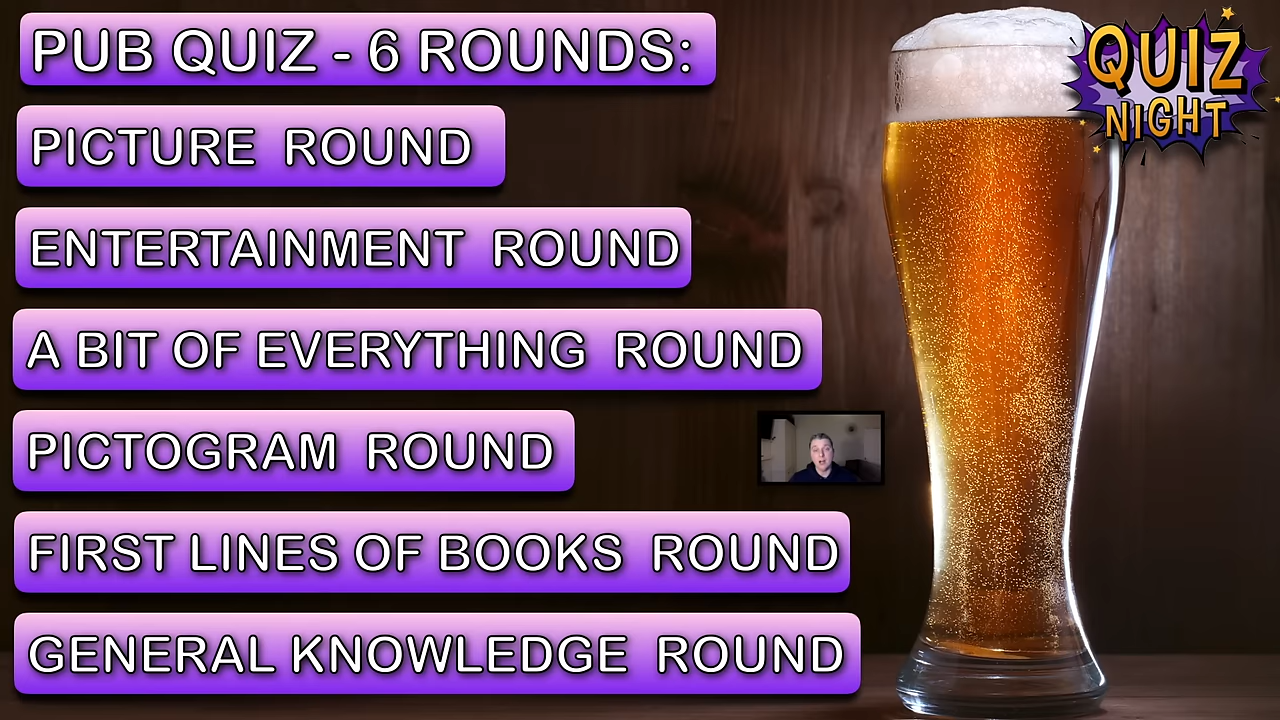 PUB QUIZ - 6 ROUNDS:
QUIZ
NIGHT
PICTURE ROUND
ENTERTAINMENT ROUND
A BIT OF EVERYTHING ROUND
PICTOGRAM ROUND
FIRST LINES OF BOOKS ROUND
GENERAL KNOWLEDGE ROUND